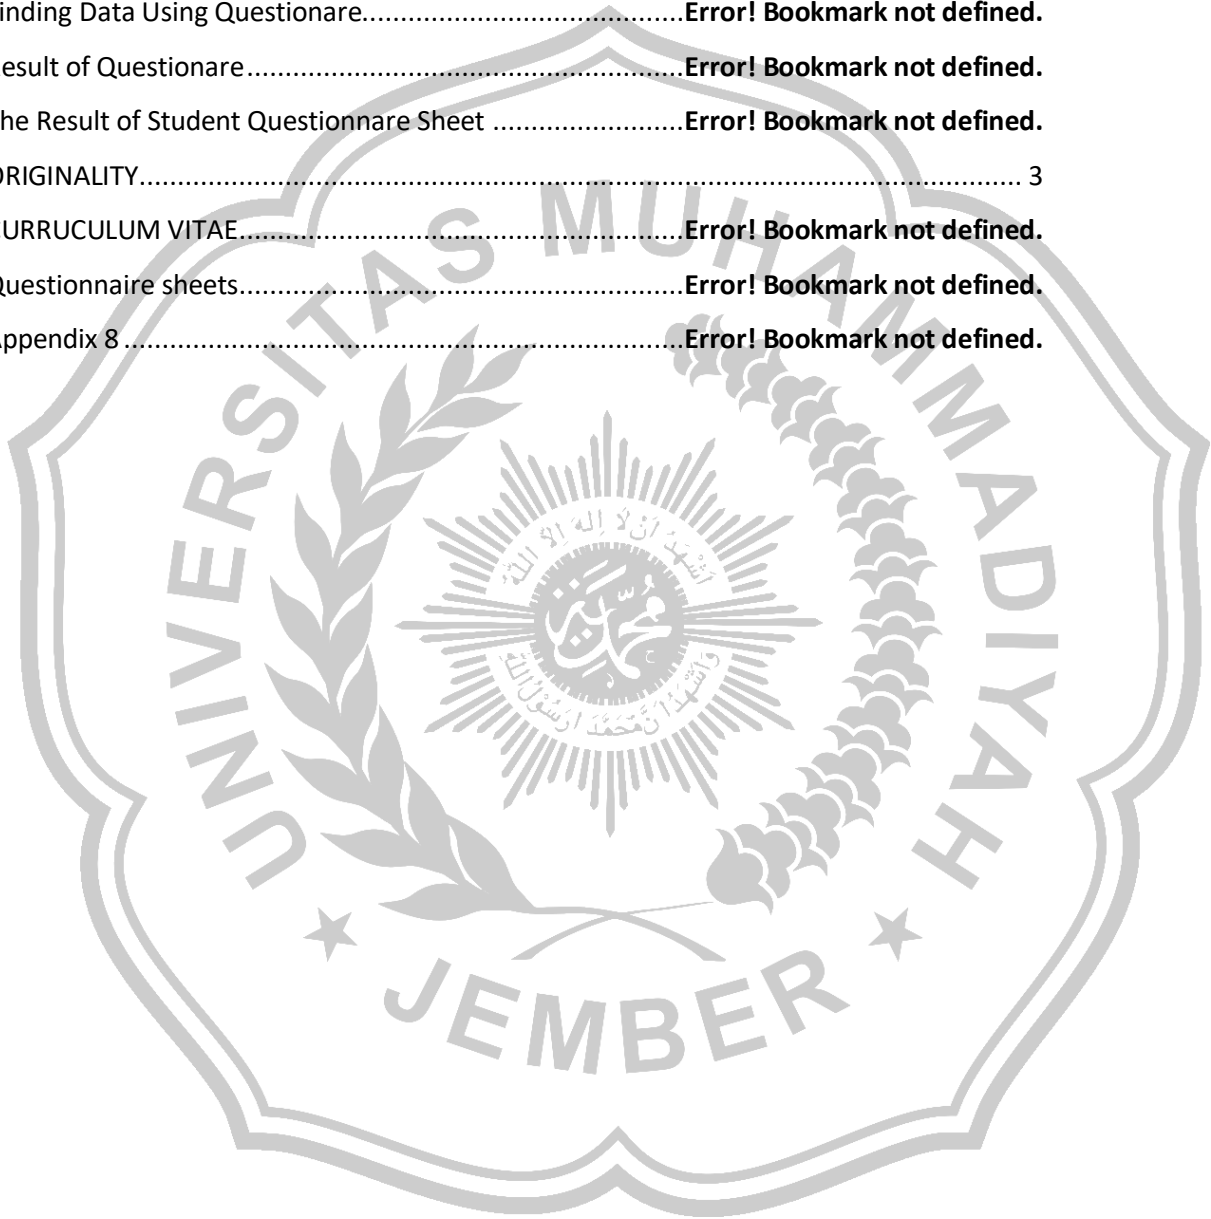 inding Data Using Questionare..........................................Error! Bookmark not defined.
esult of Questionare.........................................................Error! Bookmark not defined.
he Result of Student Questionnare Sheet .........................Error! Bookmark not defined.
ORIGINALITY................................................................................................................... 3
URRUCULUM VITAE..........................................................Error! Bookmark not defined.
Questionnaire sheets..........................................................Error! Bookmark not defined.
Appendix 8.........................................................................Error! Bookmark not defined.
UNIVERSITAS MUHAMMADIYAH
JEMBER